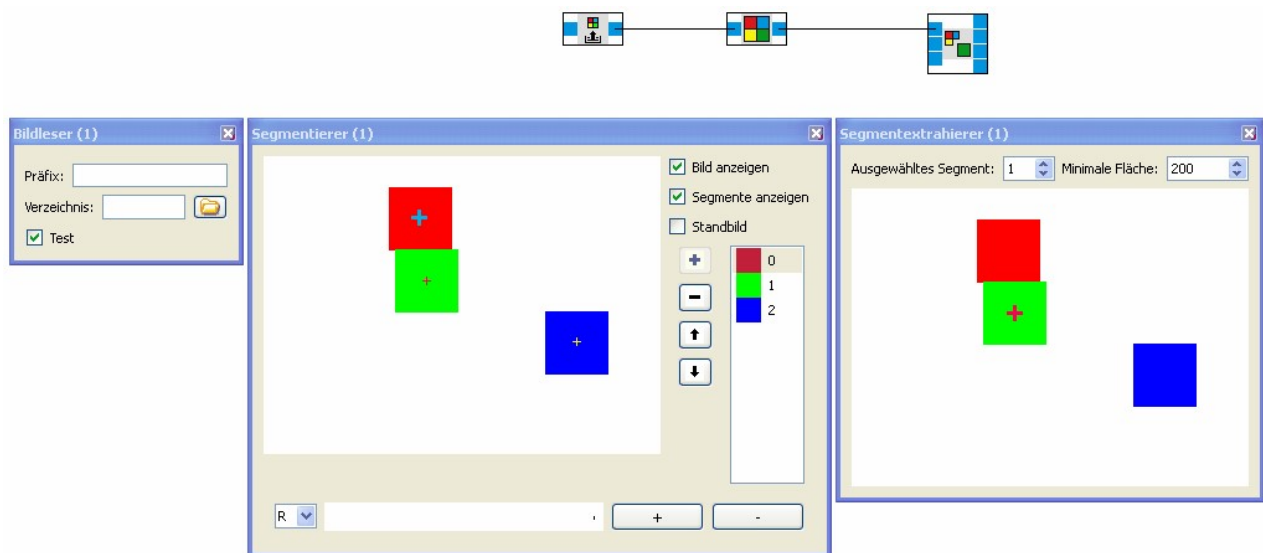 Bildleser (1)
Präfix:
Verzeichnis:
Test
Segmentierer (1)
Bild anzeigen
Segmente anzeigen
Standbild
0
1
2
R
+
-
Segmentextrahierer (1)
Ausgewähltes Segment: 1 Minimale Fläche: 200